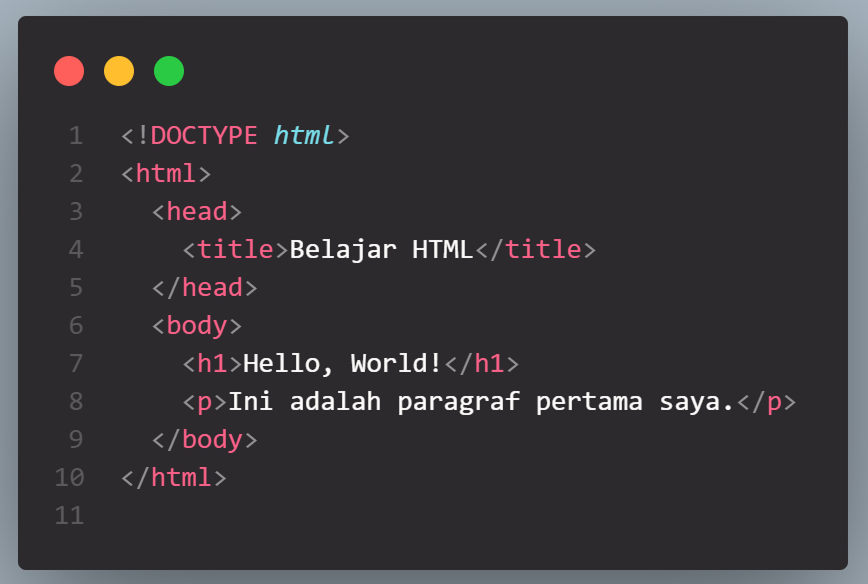 1 <!DOCTYPE html>
2 <html>
3   <head>
4     <title>Belajar HTML</title>
5   </head>
6   <body>
7     <h1>Hello, World!</h1>
8     <p>Ini adalah paragraf pertama saya.</p>
9   </body>
10 </html>
11